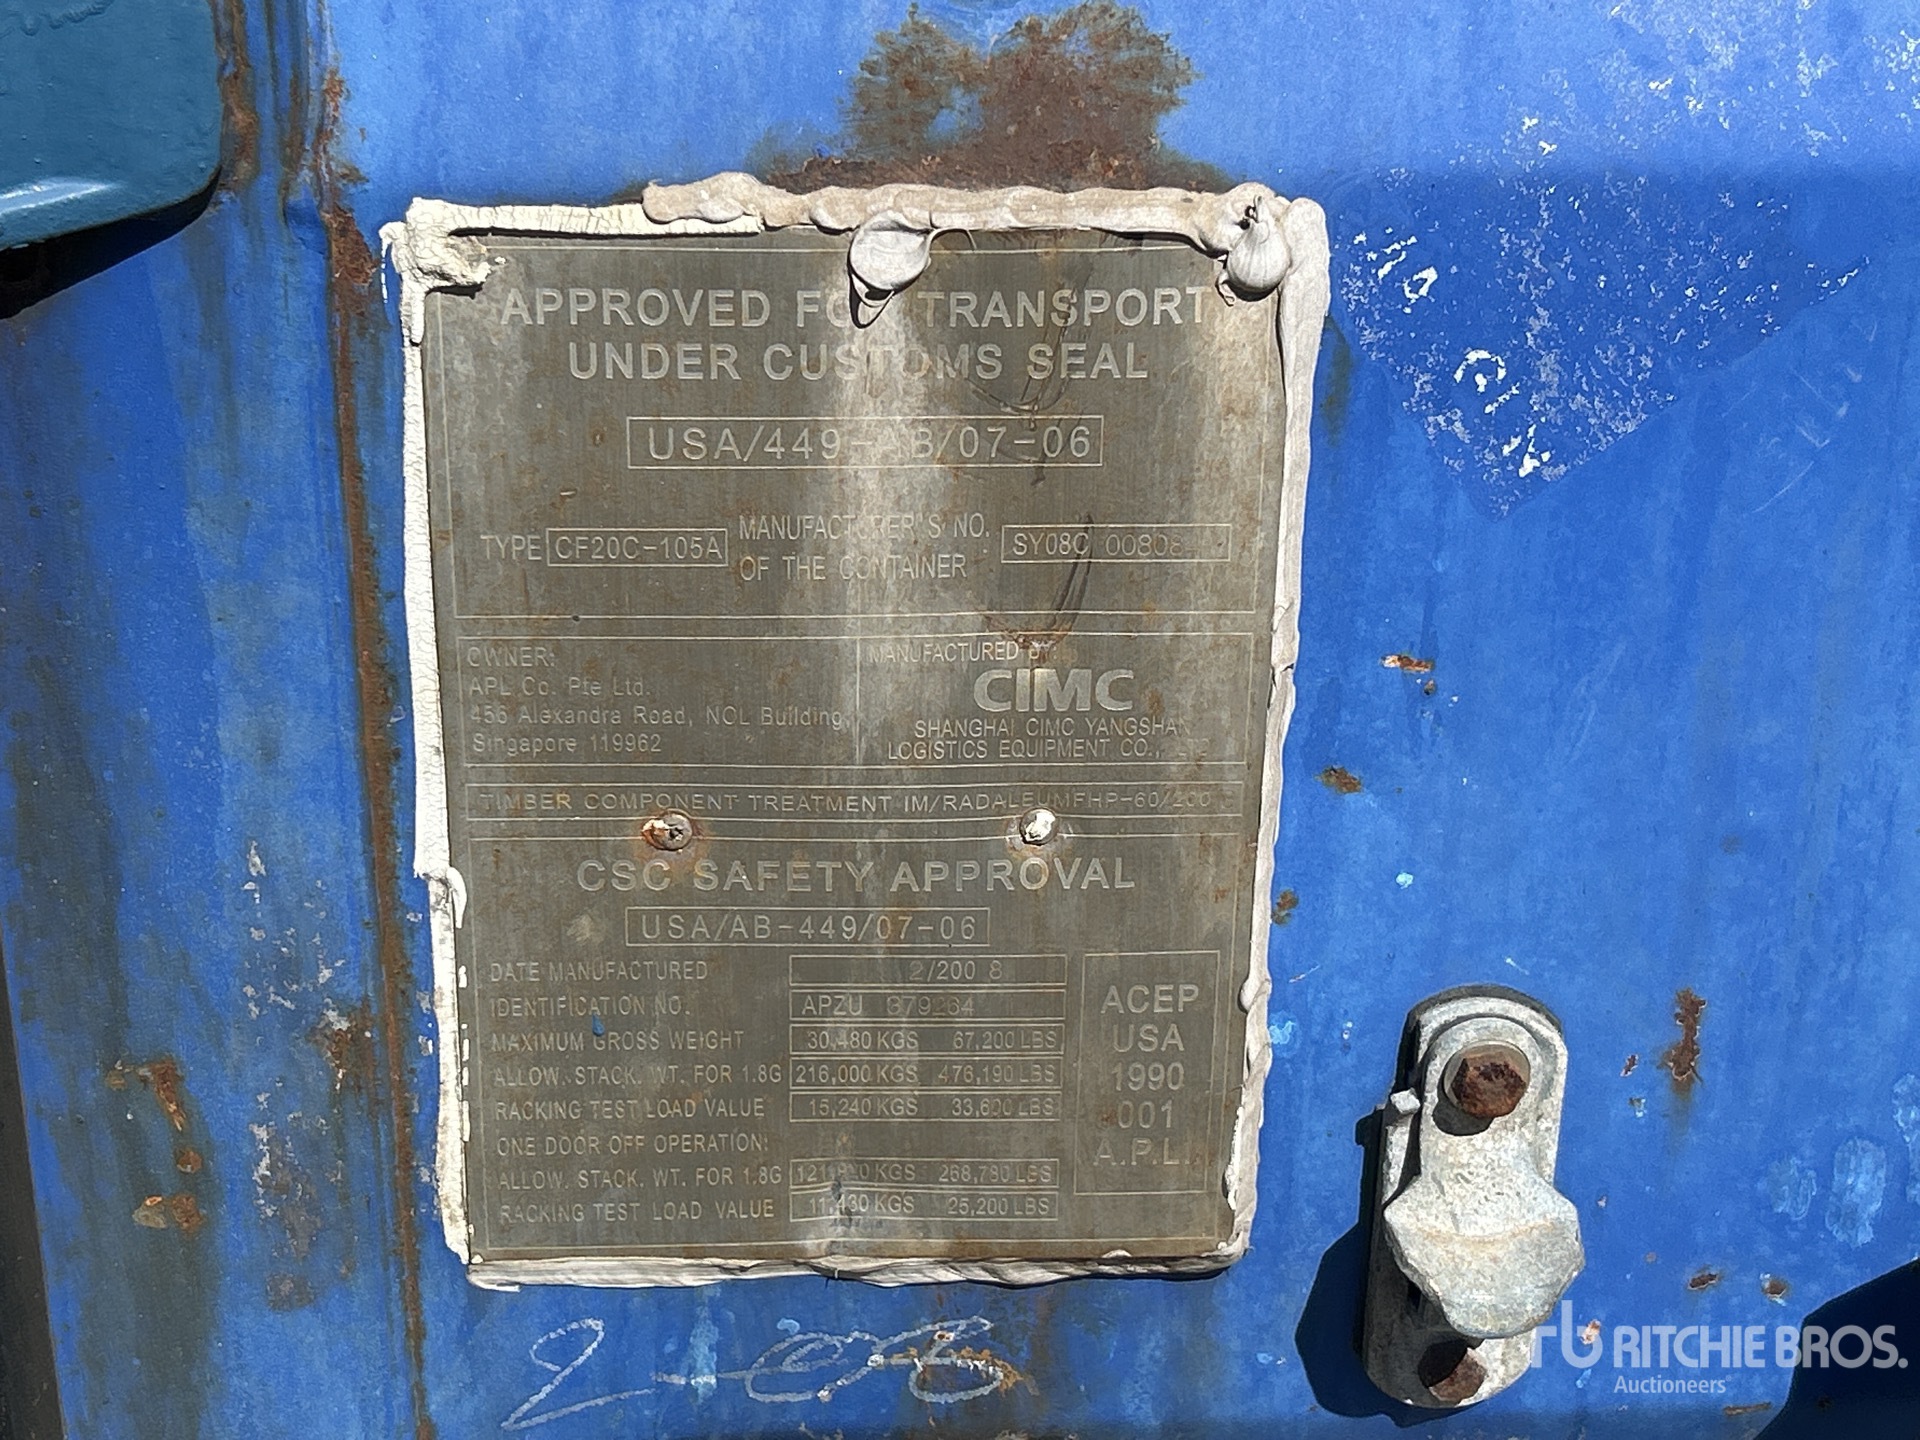 APPROVED FOR TRANSPORT
UNDER CUSTOMS SEAL
USA/449-AB/07-06
TYPE CF20C-105A MANUFACTURER'S NO. OF THE CONTAINER SY08C
OWNER:
APL Co. Pte Ltd.
456 Alexandra Road, NOL Building,
Singapore 119962
MANUFACTURED BY:
CIMC
SHANGHAI CIMC YANGSHAN
LOGISTICS EQUIPMENT CO., LTD
TIMBER COMPONENT TREATMENT IM/RADALEUMFHP-60/200
CSC SAFETY APPROVAL
USA/AB-449/07-06
DATE MANUFACTURED 2/200 8
IDENTIFICATION NO. APZU
MAXIMUM GROSS WEIGHT 30,480 KGS 67,200 LBS
ALLOW. STACK. WT. FOR 1.8G 216,000 KGS 476,190 LBS
RACKING TEST LOAD VALUE 15,240 KGS 33,600 LBS
ONE DOOR OFF OPERATION:
ALLOW. STACK. WT. FOR 1.8G KGS 268,780 LBS
RACKING TEST LOAD VALUE 11,430 KGS 25,200 LBS
ACEP
USA
1990
001
A.P.L.
rb RITCHIE BROS.
Auctioneers